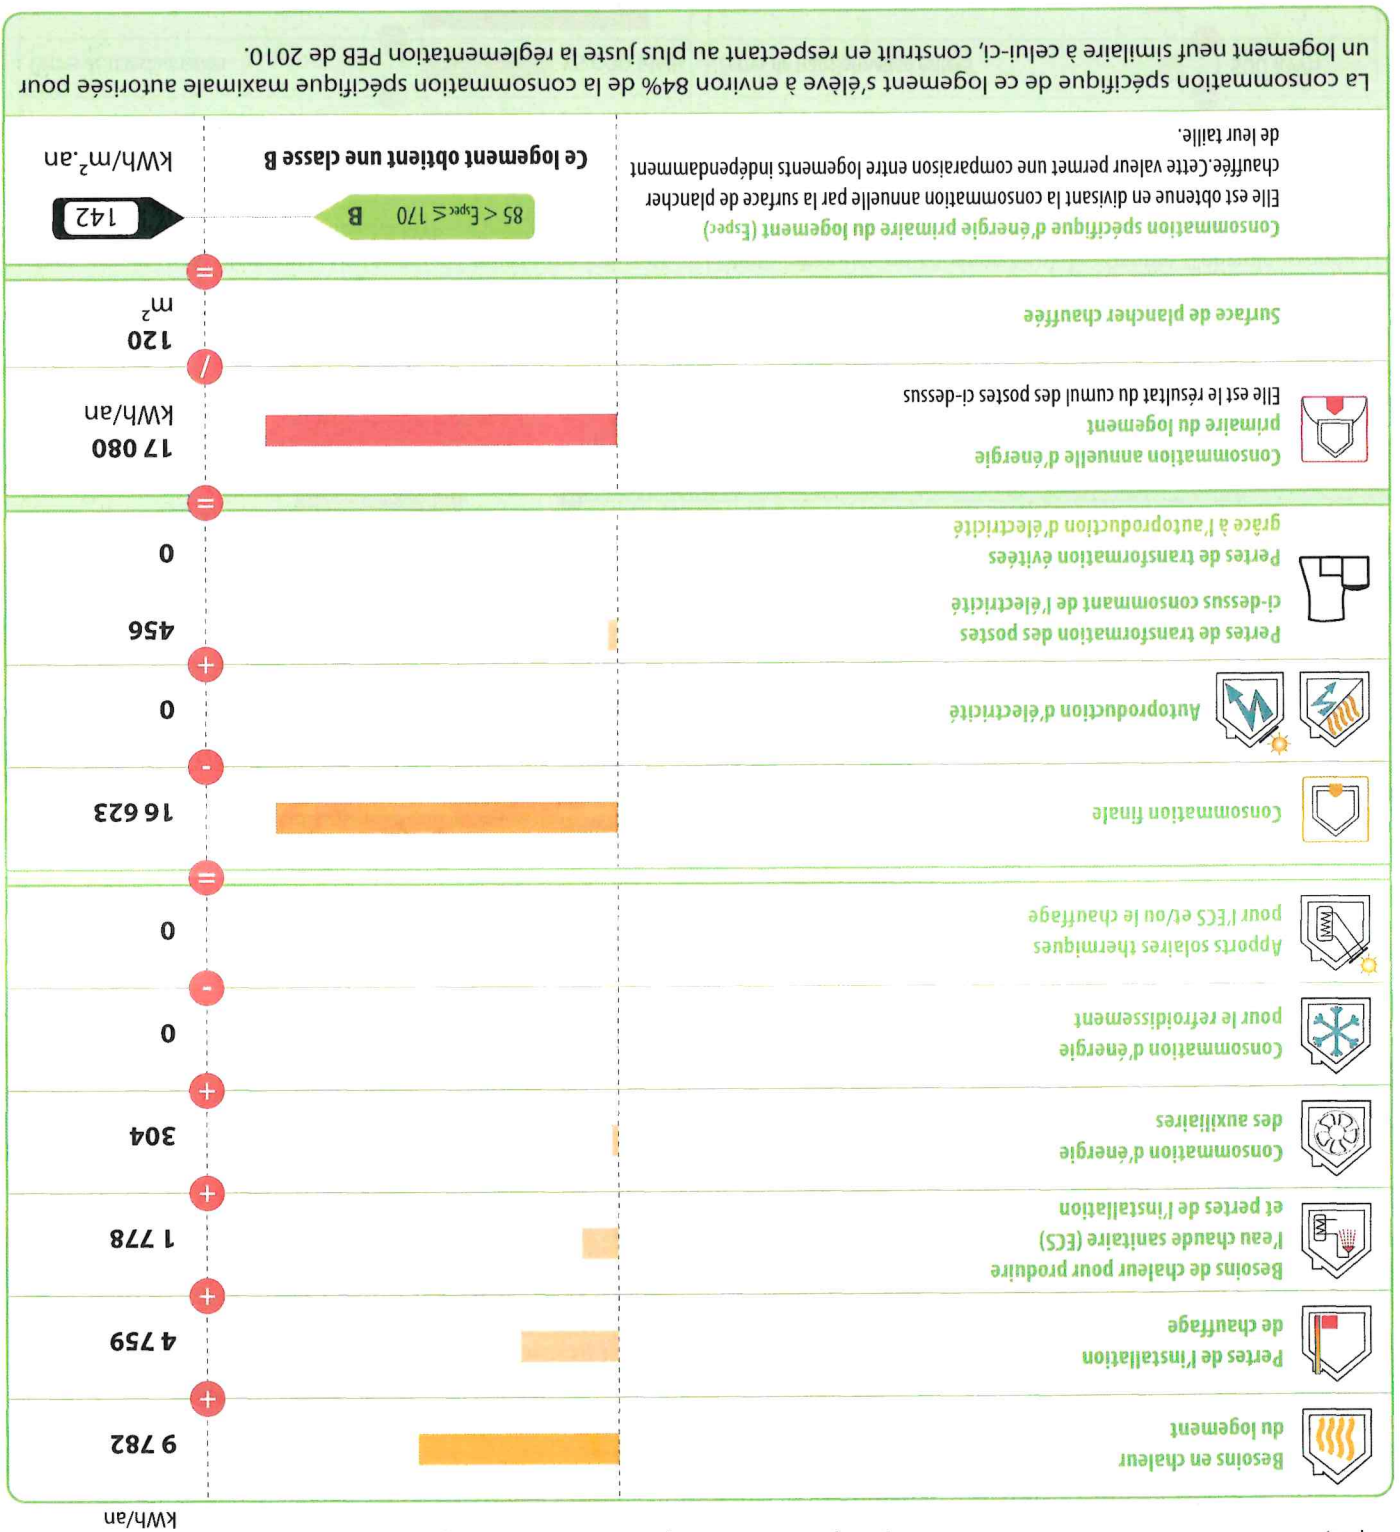 kWh/an
Besoins en chaleur
du logement
9 782
+
Pertes de l'installation
de chauffage
4 759
+
Besoins de chaleur pour produire
l'eau chaude sanitaire (ECS)
et pertes de l'installation
1 778
+
Consommation d'énergie
des auxiliaires
304
+
Consommation d'énergie
pour le refroidissement
0
-
Apports solaires thermiques
pour l'ECS et/ou le chauffage
0
=
Consommation finale
16 623
-
Autoproduction d'électricité
0
+
Pertes de transformation des postes
ci-dessus consommant de l'électricité
456
Pertes de transformation évitées
grâce à l'autoproduction d'électricité
0
=
Consommation annuelle d'énergie
primaire du logement
Elle est le résultat du cumul des postes ci-dessus
17 080
kWh/an
/
Surface de plancher chauffée
120
m²
=
Consommation spécifique d'énergie primaire du logement (Espec)
Elle est obtenue en divisant la consommation annuelle par la surface de plancher
chauffée.Cette valeur permet une comparaison entre logements indépendamment
de leur taille.
85 < Espec ≤ 170 B
Ce logement obtient une classe B
142
kWh/m².an
La consommation spécifique de ce logement s'élève à environ 84% de la consommation spécifique maximale autorisée pour
un logement neuf similaire à celui-ci, construit en respectant au plus juste la réglementation PEB de 2010.